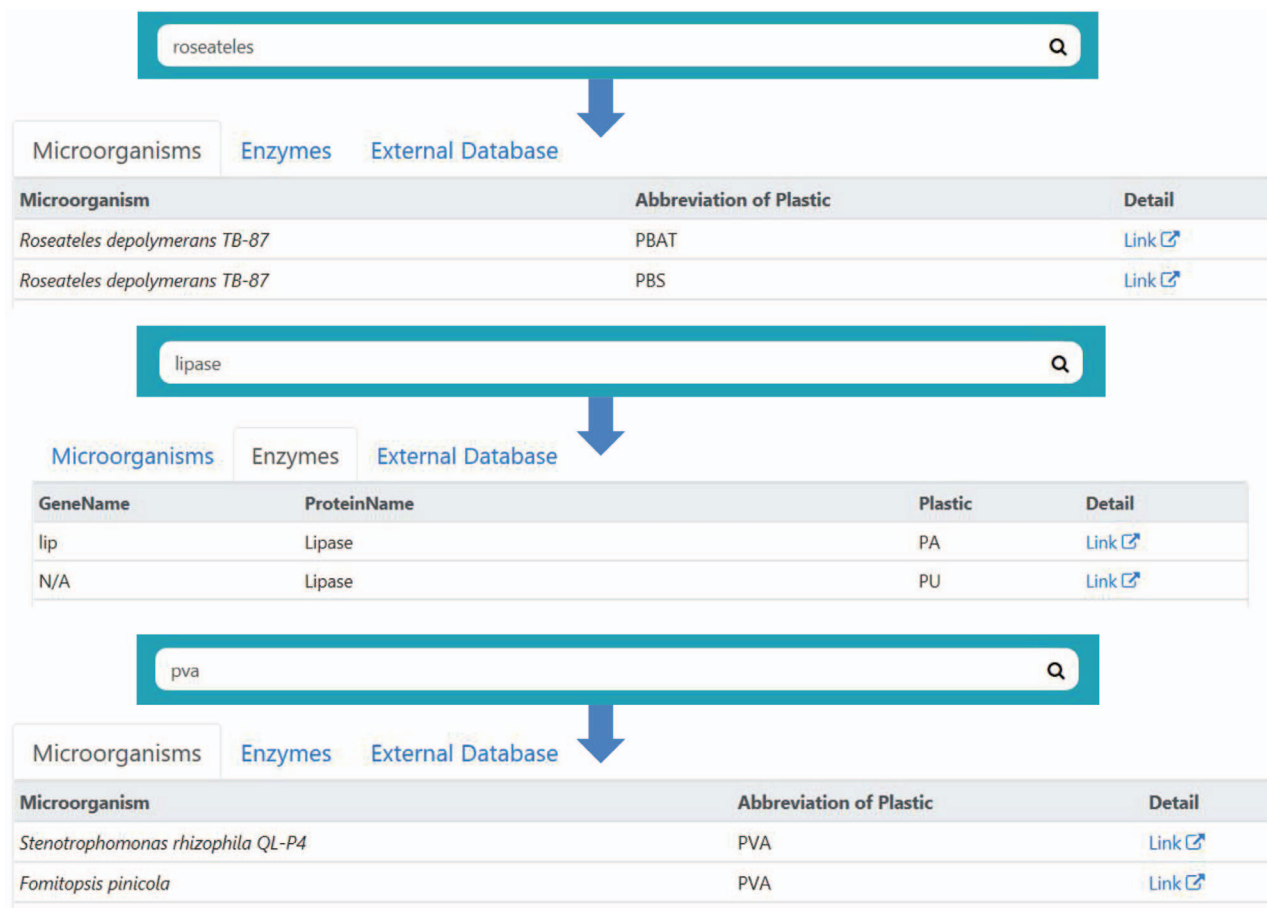 roseateles
Microorganisms Enzymes External Database
Microorganism Abbreviation of Plastic Detail
Roseateles depolymerans TB-87 PBAT Link
Roseateles depolymerans TB-87 PBS Link
lipase
Microorganisms Enzymes External Database
GeneName ProteinName Plastic Detail
lip Lipase PA Link
N/A Lipase PU Link
pva
Microorganisms Enzymes External Database
Microorganism Abbreviation of Plastic Detail
Stenotrophomonas rhizophila QL-P4 PVA Link
Fomitopsis pinicola PVA Link